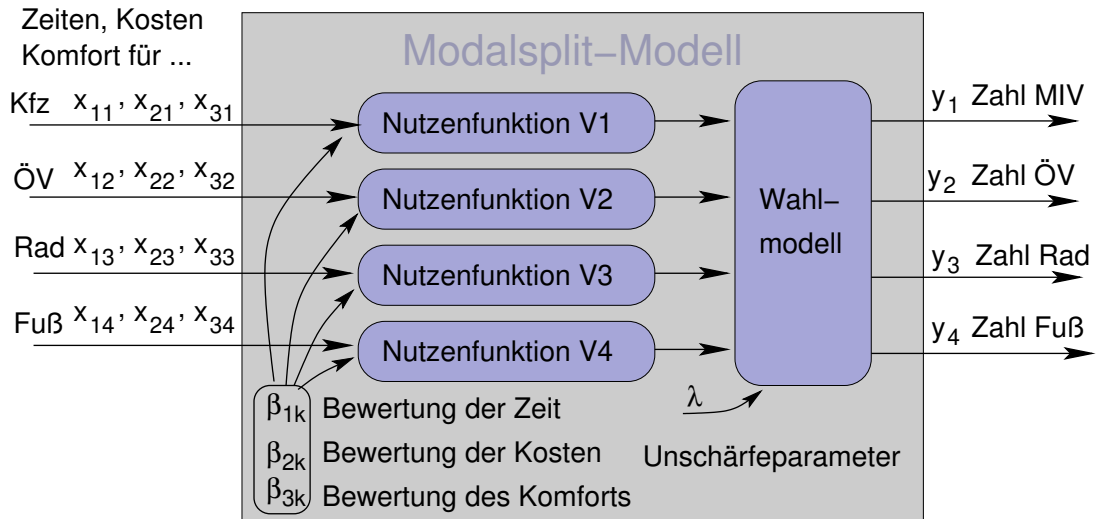 Zeiten, Kosten
Komfort für ...
Modalsplit−Modell
Kfz x11, x21, x31
Nutzenfunktion V1
y1 Zahl MIV
ÖV x12, x22, x32
Nutzenfunktion V2
y2 Zahl ÖV
Wahl−
modell
Rad x13, x23, x33
Nutzenfunktion V3
y3 Zahl Rad
Fuß x14, x24, x34
Nutzenfunktion V4
y4 Zahl Fuß
λ
β1k Bewertung der Zeit
β2k Bewertung der Kosten
Unschärfeparameter
β3k Bewertung des Komforts